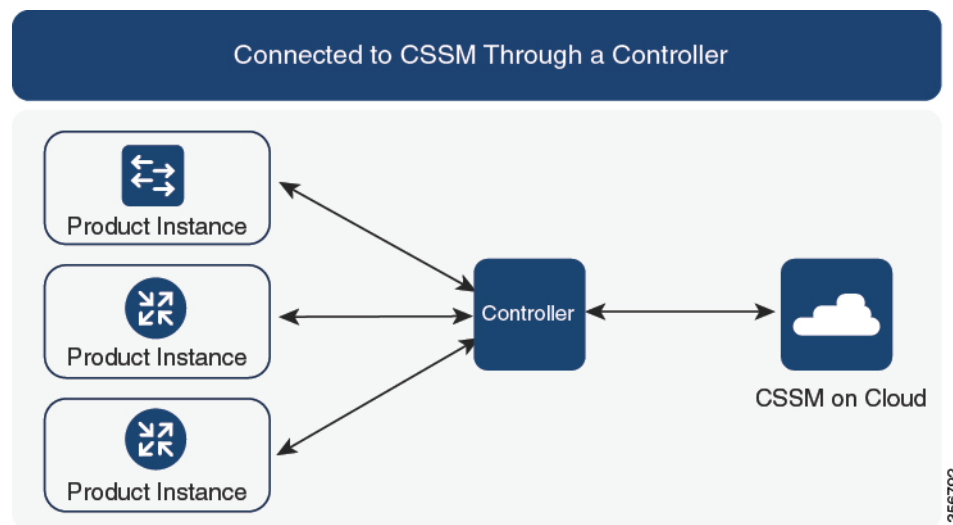 Connected to CSSM Through a Controller
Product Instance
Product Instance
Product Instance
Controller
CSSM on Cloud